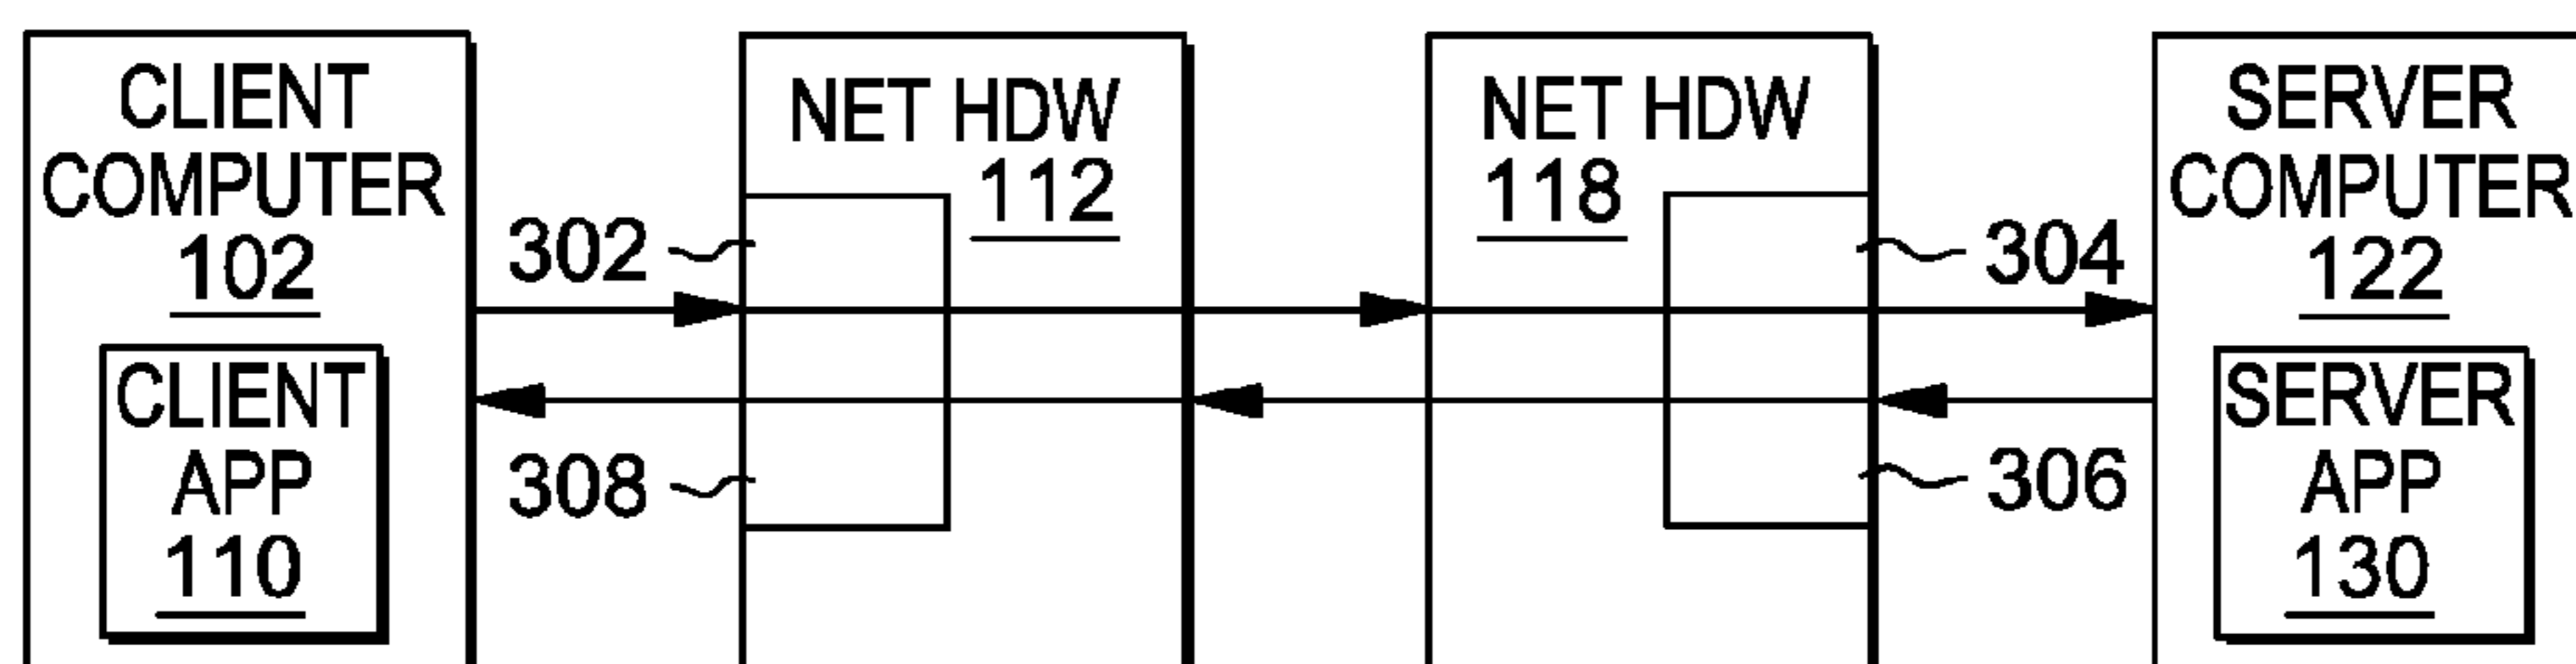 CLIENT
COMPUTER
102
CLIENT
APP
110
302
308
NET HDW
112
NET HDW
118
304
306
SERVER
COMPUTER
122
SERVER
APP
130